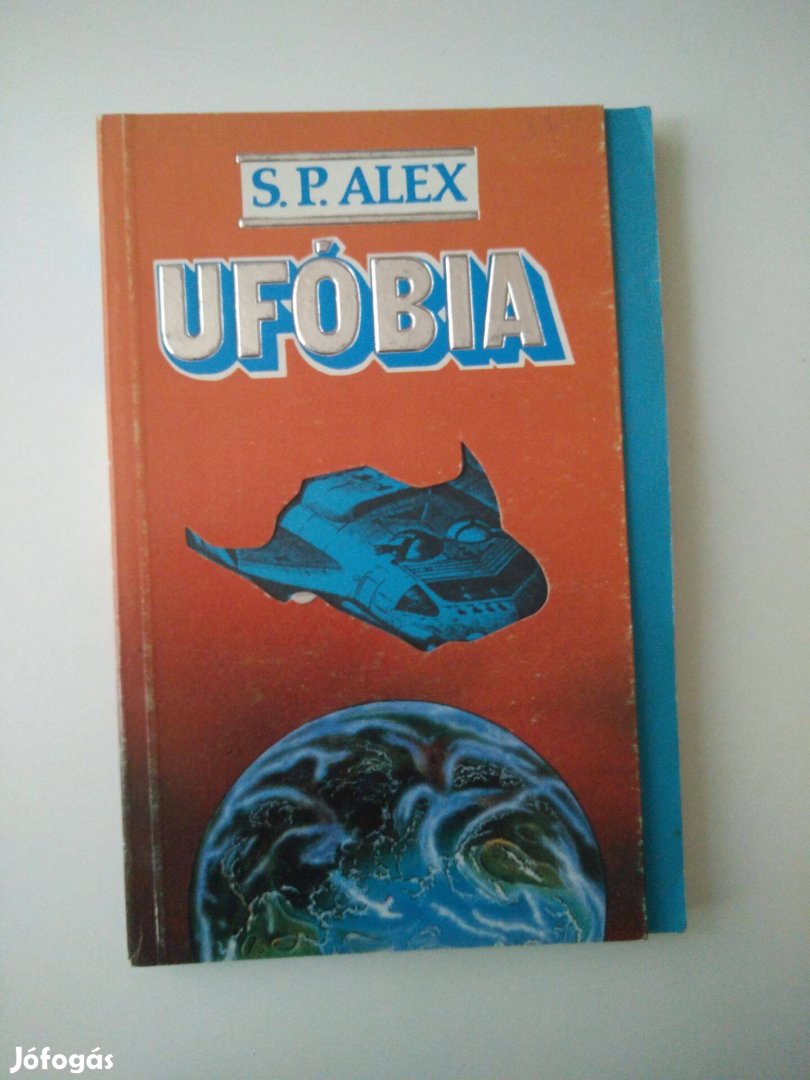 S. P. ALEX
UFÓBIA
Jófogás